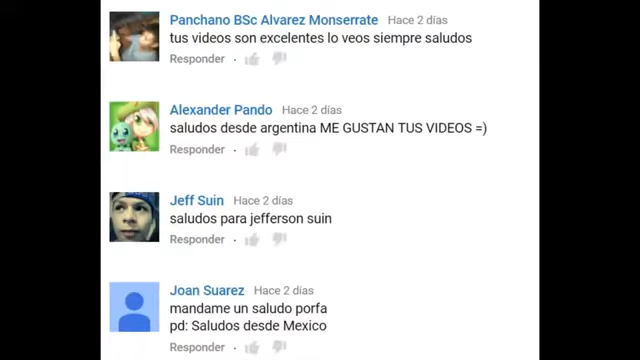 Panchano BSc Alvarez Monserrate Hace 2 días
tus videos son excelentes lo veos siempre saludos
Responder ·
Alexander Pando Hace 2 días
saludos desde argentina ME GUSTAN TUS VIDEOS =)
Responder ·
Jeff Suin Hace 2 días
saludos para jefferson suin
Responder ·
Joan Suarez Hace 2 días
mandame un saludo porfa
pd: Saludos desde Mexico
Responder ·